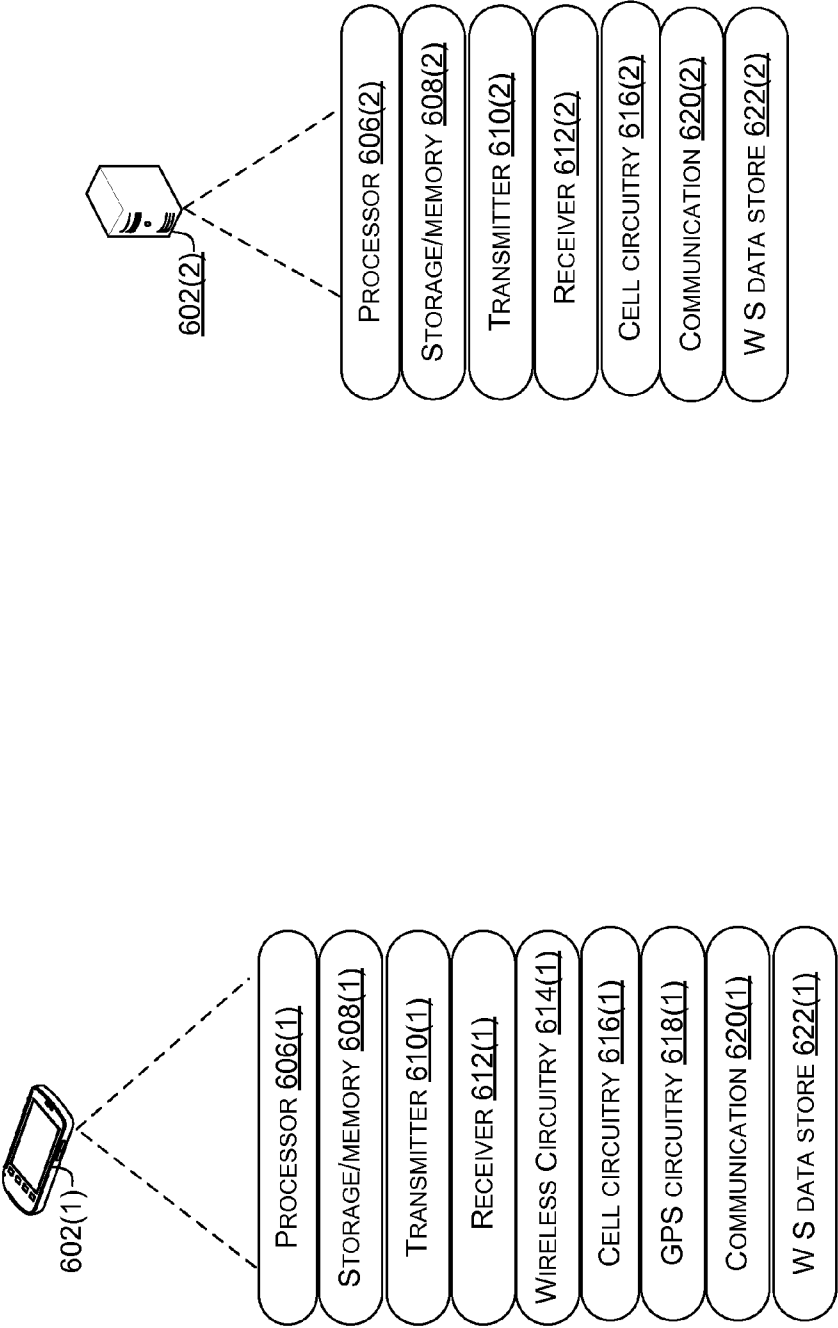 602(1)
PROCESSOR 606(1)
STORAGE/MEMORY 608(1)
TRANSMITTER 610(1)
RECEIVER 612(1)
WIRELESS CIRCUITRY 614(1)
CELL CIRCUITRY 616(1)
GPS CIRCUITRY 618(1)
COMMUNICATION 620(1)
W S DATA STORE 622(1)
602(2)
PROCESSOR 606(2)
STORAGE/MEMORY 608(2)
TRANSMITTER 610(2)
RECEIVER 612(2)
CELL CIRCUITRY 616(2)
COMMUNICATION 620(2)
W S DATA STORE 622(2)